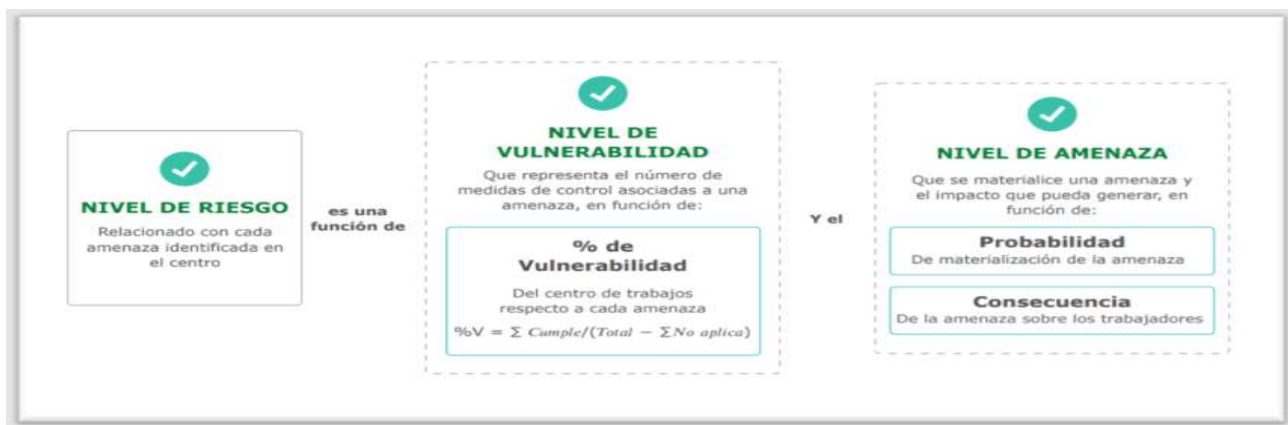 NIVEL DE RIESGO
Relacionado con cada
amenaza identificada en
el centro
es una
función de
NIVEL DE
VULNERABILIDAD
Que representa el número de
medidas de control asociadas a una
amenaza, en función de:
% de
Vulnerabilidad
Del centro de trabajos
respecto a cada amenaza
%V = Σ Cumple/(Total − ΣNo aplica)
Y el
NIVEL DE AMENAZA
Que se materialice una amenaza y
el impacto que pueda generar, en
función de:
Probabilidad
De materialización de la amenaza
Consecuencia
De la amenaza sobre los trabajadores